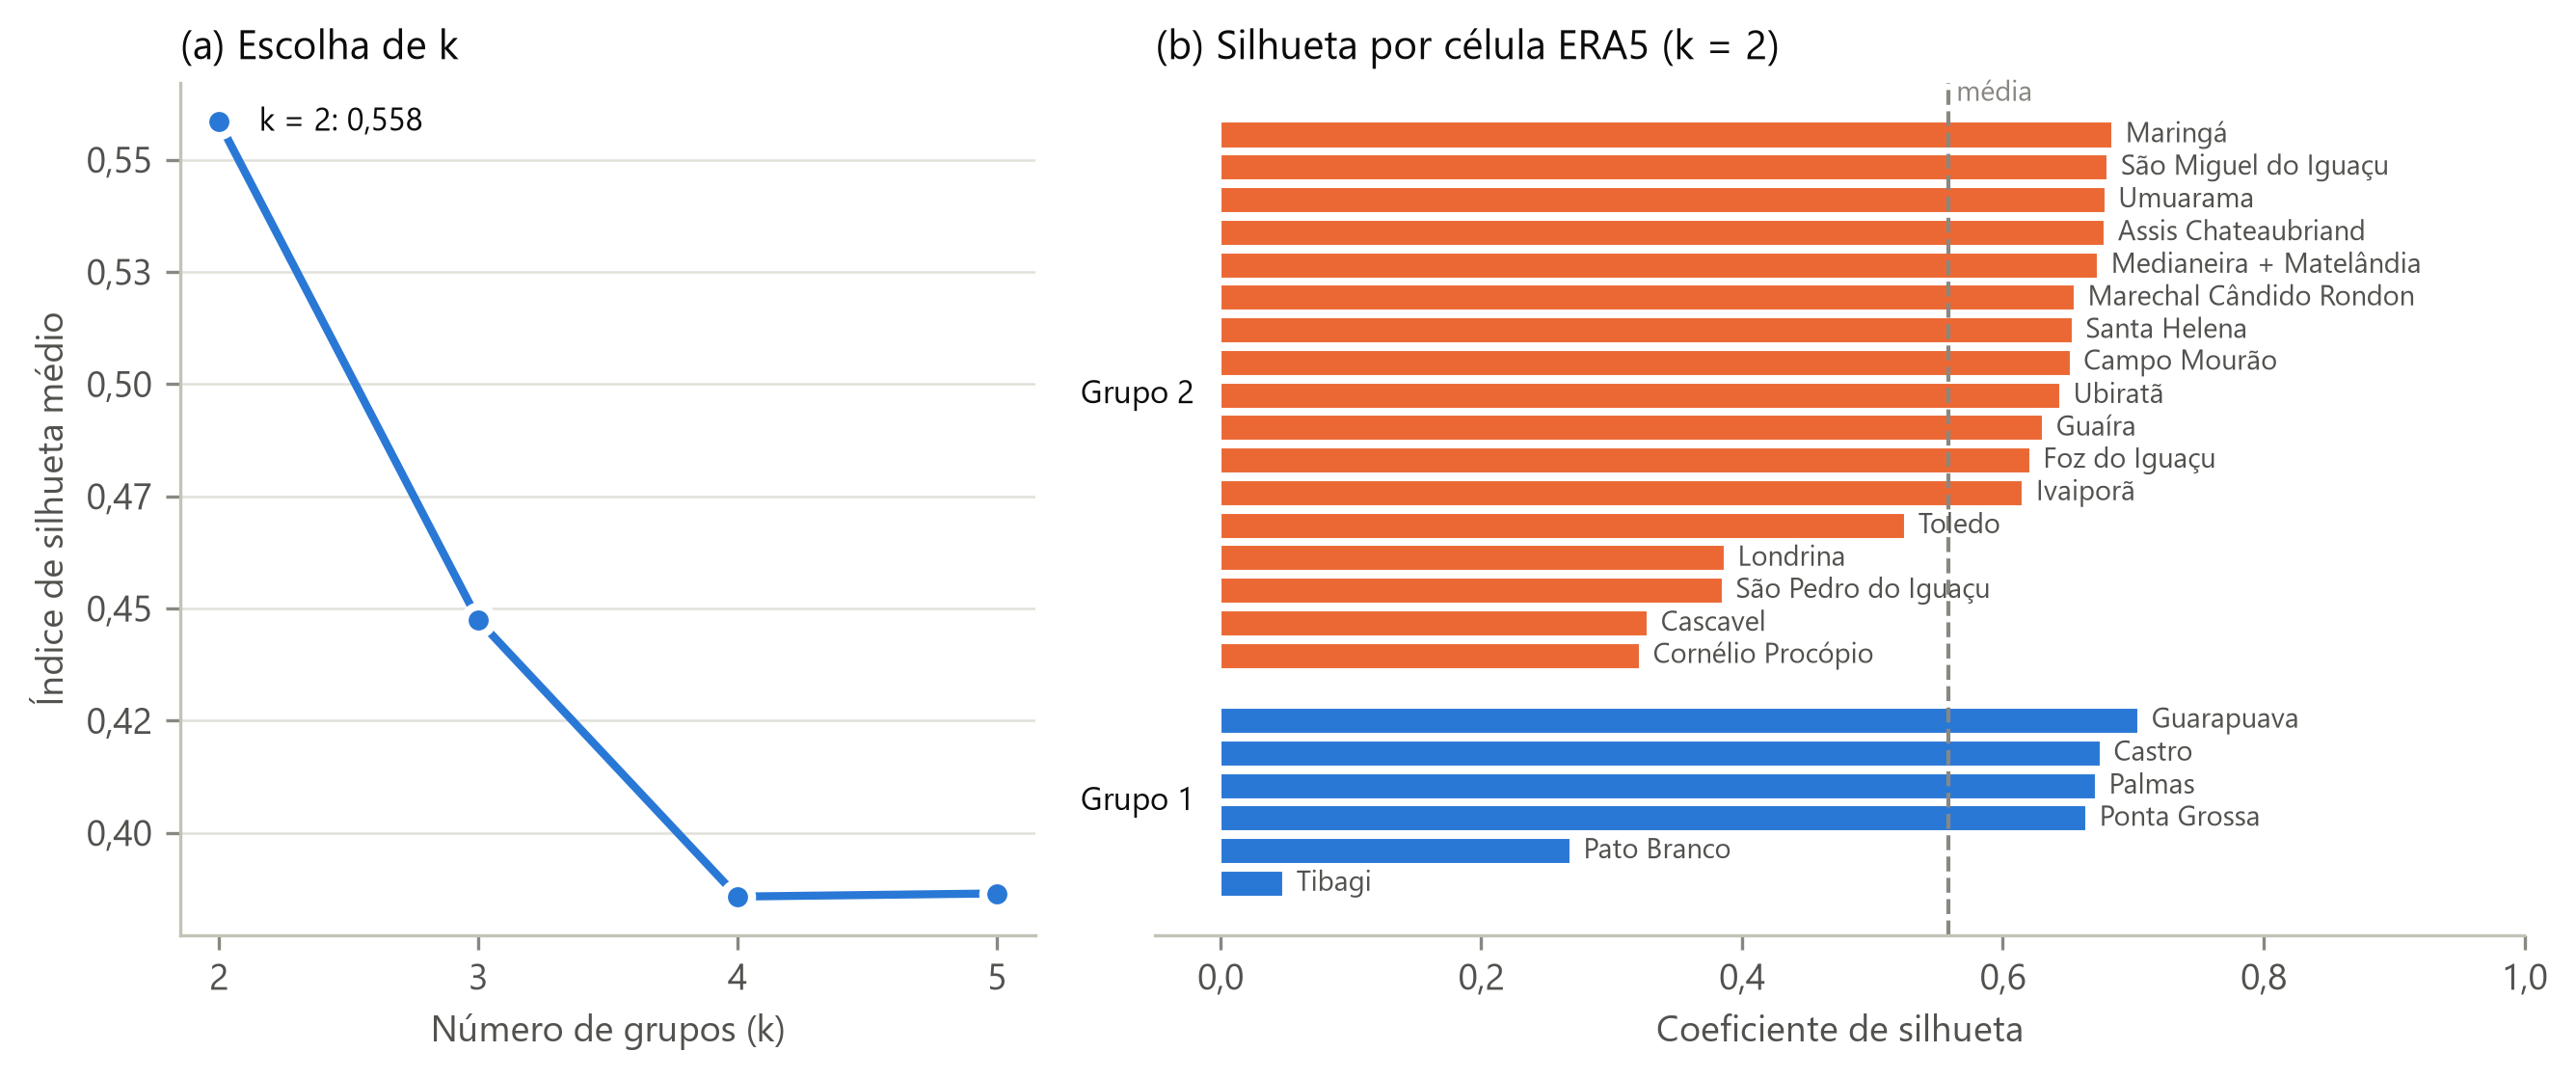 (a) Escolha de k
k = 2: 0,558
0,55
0,53
0,50
0,47
0,45
0,42
0,40
Índice de silhueta médio
2
3
4
5
Número de grupos (k)
(b) Silhueta por célula ERA5 (k = 2)
média
Maringá
São Miguel do Iguaçu
Umuarama
Assis Chateaubriand
Medianeira + Matelândia
Marechal Cândido Rondon
Santa Helena
Campo Mourão
Grupo 2
Ubiratã
Guaíra
Foz do Iguaçu
Ivaiporã
Toledo
Londrina
São Pedro do Iguaçu
Cascavel
Cornélio Procópio
Guarapuava
Castro
Palmas
Grupo 1
Ponta Grossa
Pato Branco
Tibagi
0,0
0,2
0,4
0,6
0,8
1,0
Coeficiente de silhueta